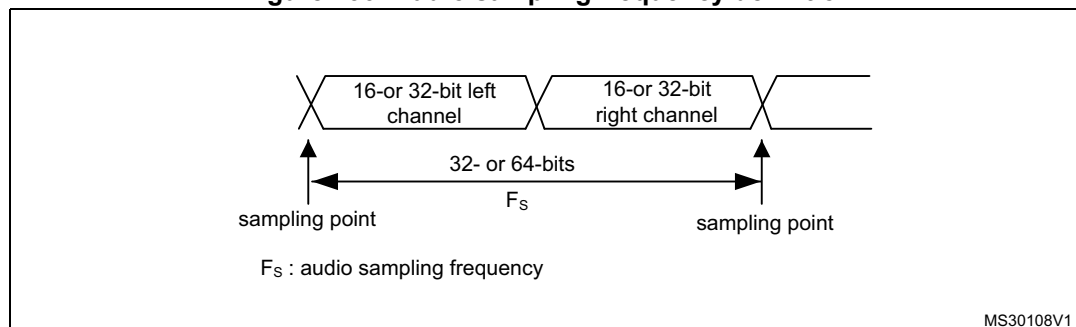 16-or 32-bit left
channel
16-or 32-bit
right channel
32- or 64-bits
FS
sampling point
sampling point
FS : audio sampling frequency
MS30108V1